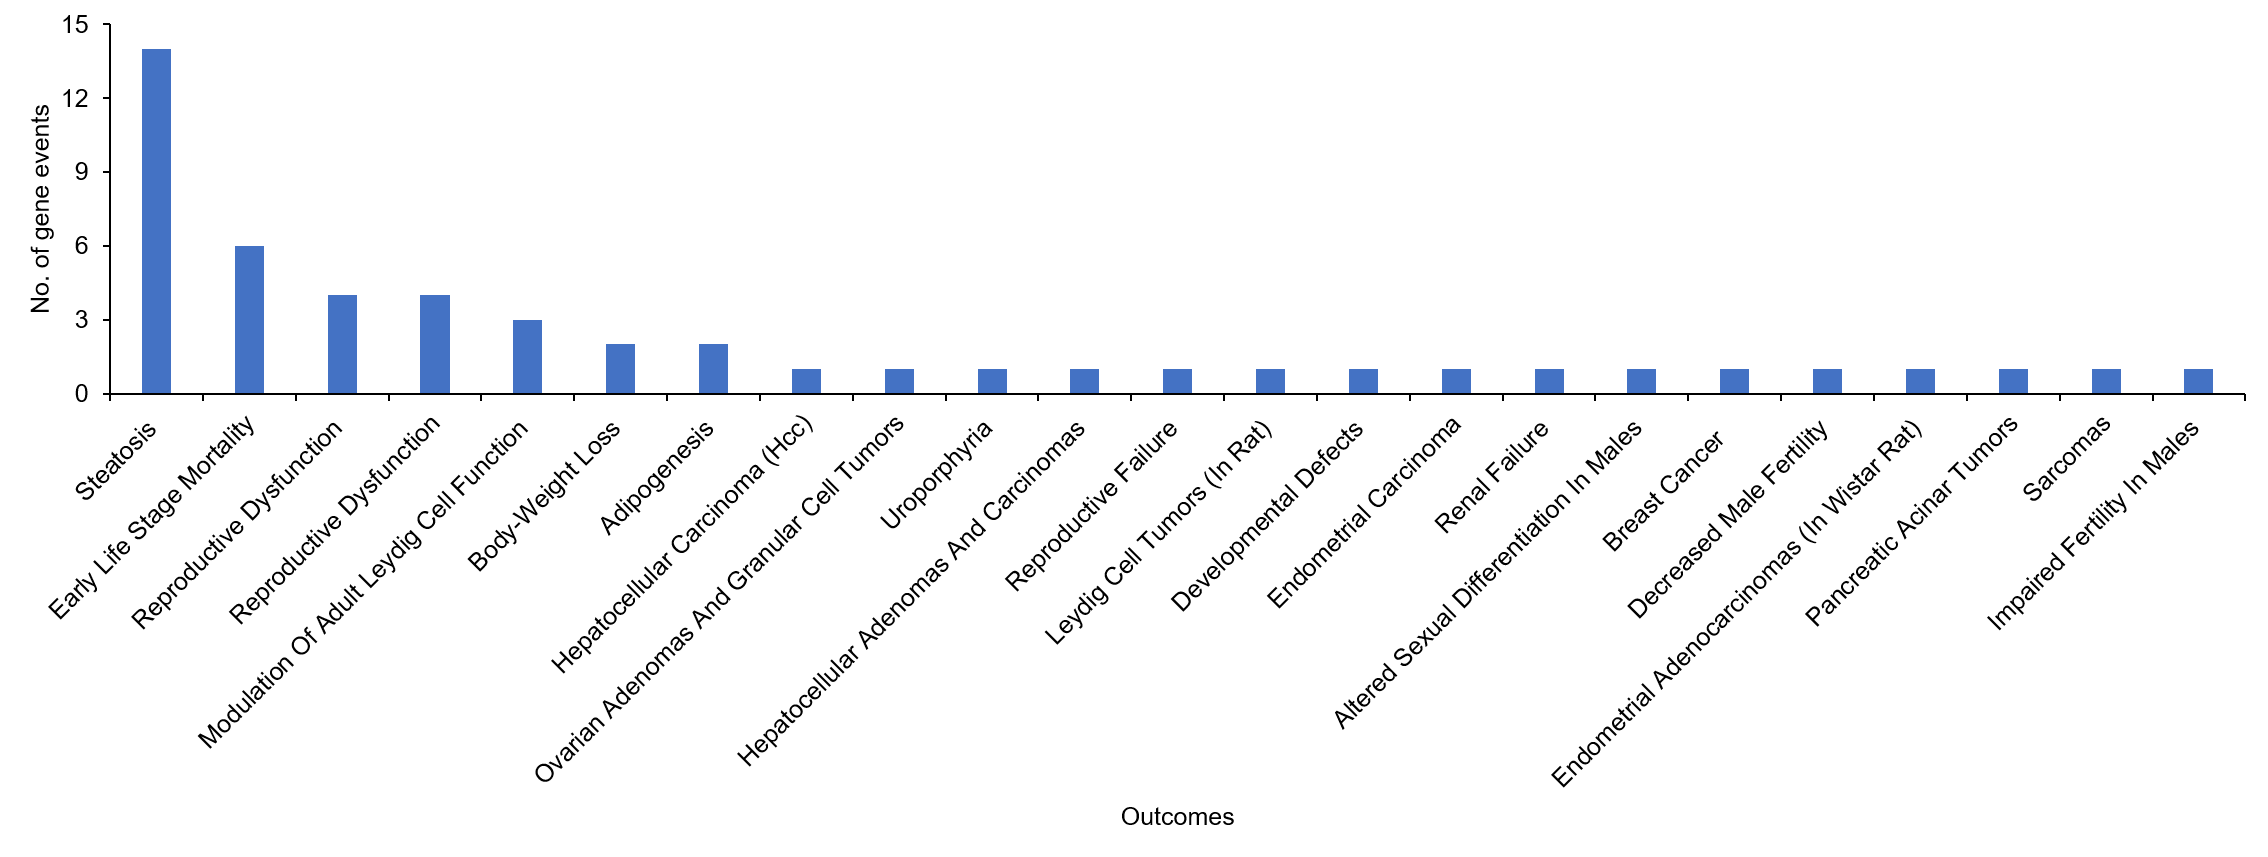 No. of gene events
15
12
9
6
3
0
Steatosis
Early Life Stage Mortality
Reproductive Dysfunction
Reproductive Dysfunction
Modulation Of Adult Leydig Cell Function
Body-Weight Loss
Adipogenesis
Hepatocellular Carcinoma (Hcc)
Ovarian Adenomas And Granular Cell Tumors
Uroporphyria
Hepatocellular Adenomas And Carcinomas
Reproductive Failure
Leydig Cell Tumors (In Rat)
Developmental Defects
Endometrial Carcinoma
Renal Failure
Altered Sexual Differentiation In Males
Breast Cancer
Decreased Male Fertility
Endometrial Adenocarcinomas (In Wistar Rat)
Pancreatic Acinar Tumors
Sarcomas
Impaired Fertility In Males
Outcomes